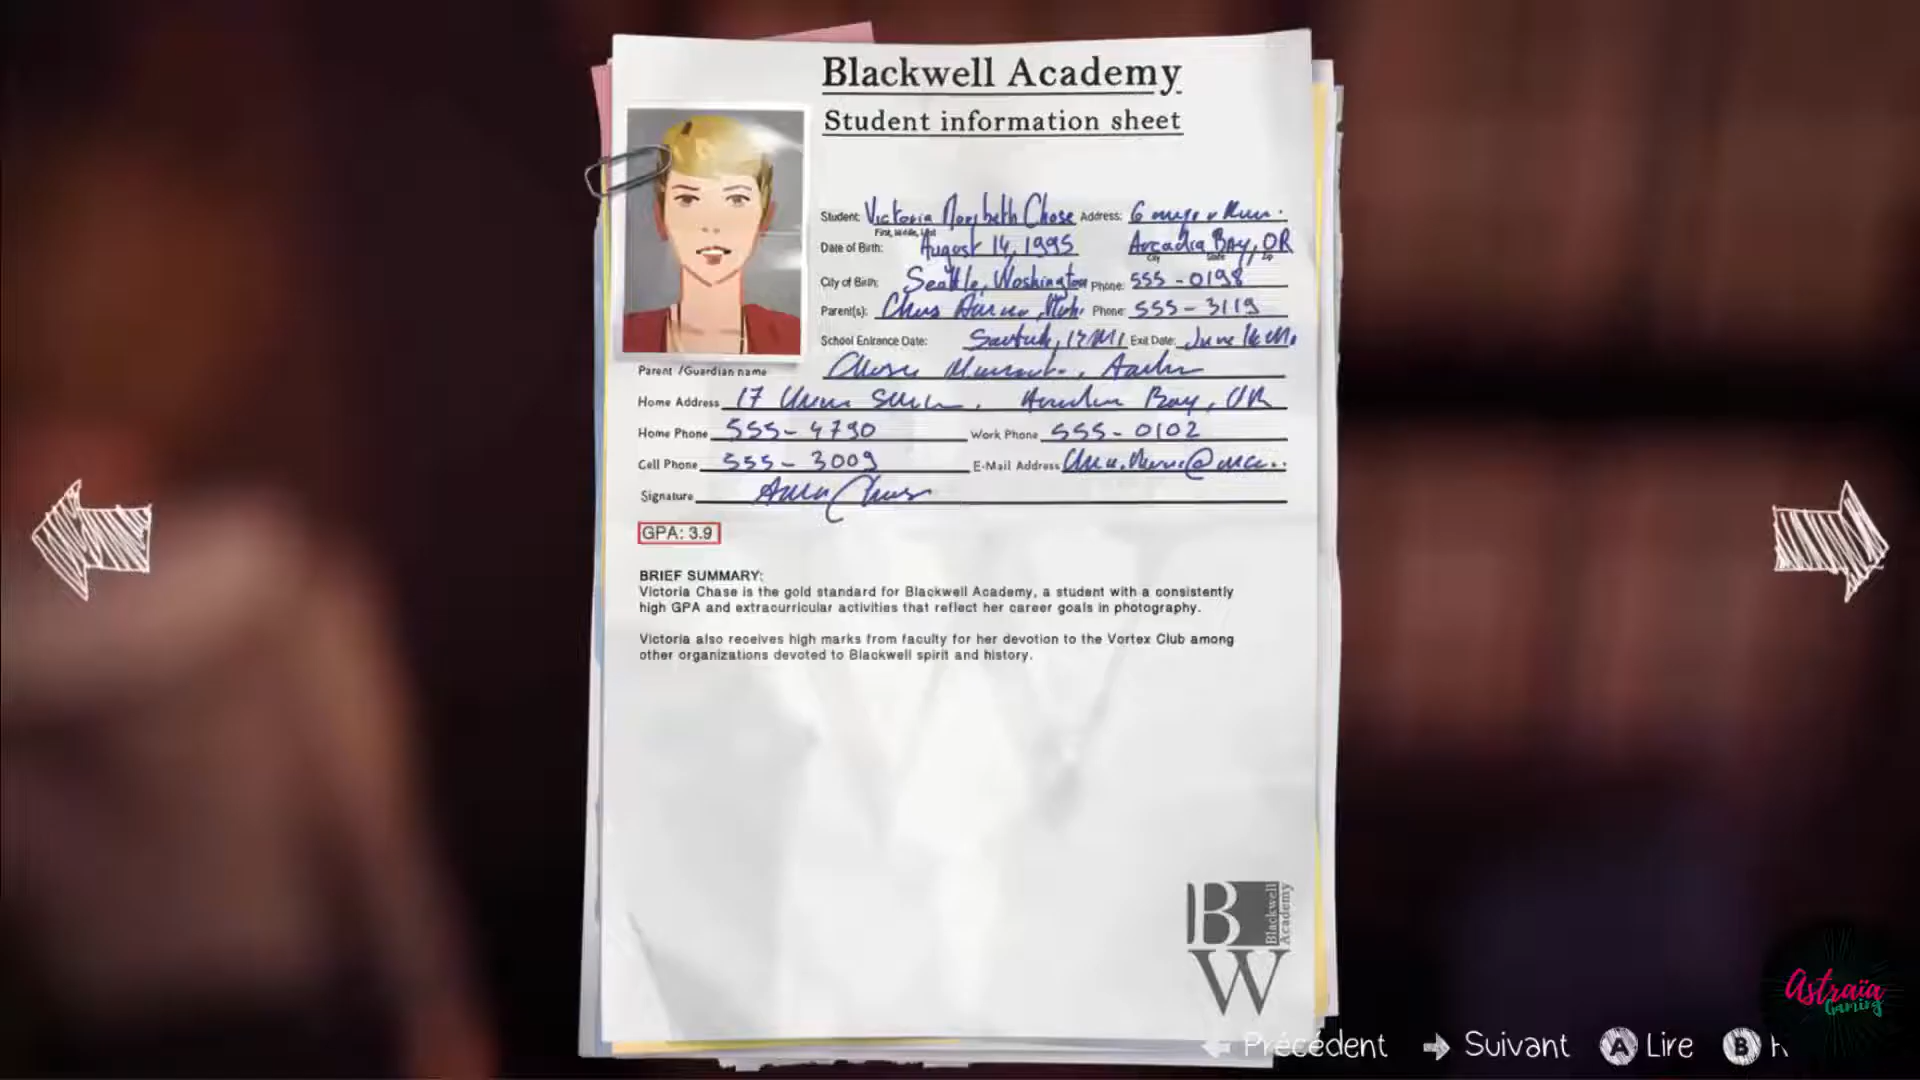 Blackwell Academy
Student information sheet
Student: Victoria Chase Address:
First, Middle, Last
Date of Birth: August 14, 1995 Arcadia Bay, OR
City State Zip
City of Birth: Seattle, Washington Phone: 555-0198
Parent(s): Phone: 555-3119
School Entrance Date: Exit Date: June
Parent /Guardian name
Home Address 17 Bay, OR
Home Phone 555-4790 Work Phone 555-0102
Cell Phone 555-3009 E-Mail Address
Signature
GPA: 3.9
BRIEF SUMMARY:
Victoria Chase is the gold standard for Blackwell Academy, a student with a consistently
high GPA and extracurricular activities that reflect her career goals in photography.
Victoria also receives high marks from faculty for her devotion to the Vortex Club among
other organizations devoted to Blackwell spirit and history.
BW
Blackwell Academy
Astraïa
Gaming
Précédent Suivant A Lire B